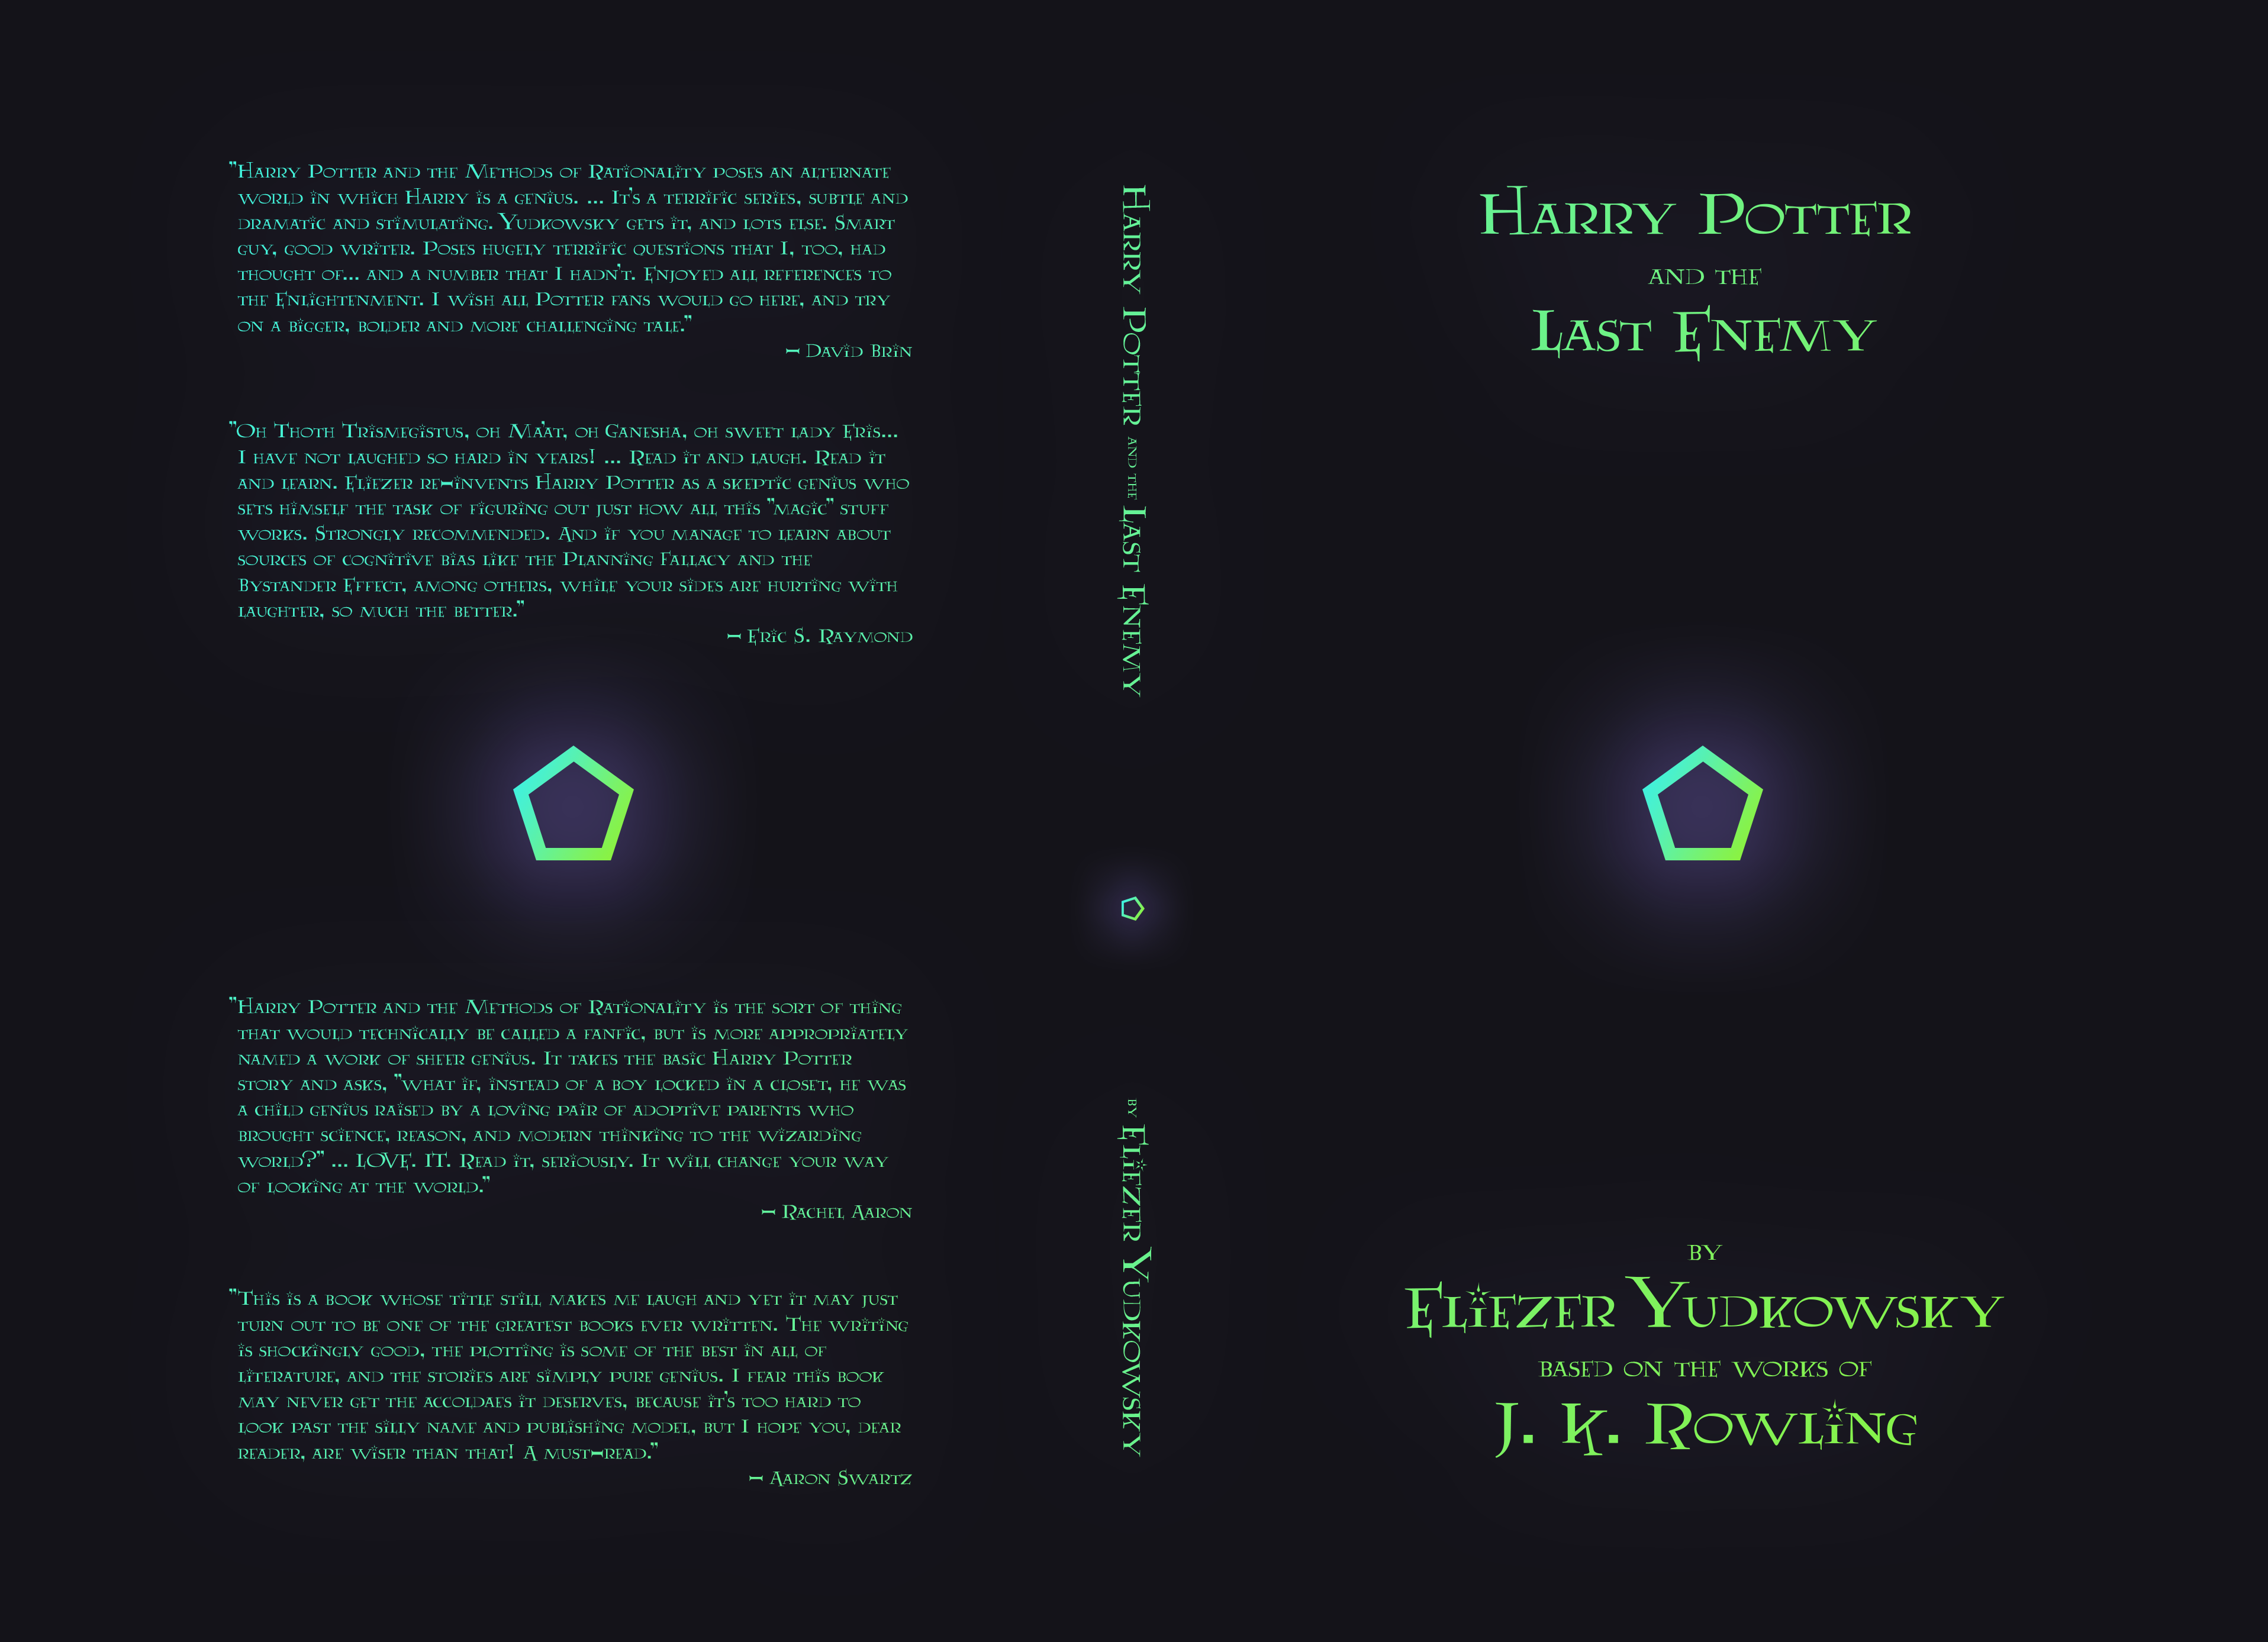 "Harry Potter and the Methods of Rationality poses an alternate
world in which Harry is a genius. ... It's a terrific series, subtle and
dramatic and stimulating. Yudkowsky gets it, and lots else. Smart
guy, good writer. Poses hugely terrific questions that I, too, had
thought of... and a number that I hadn't. Enjoyed all references to
the Enlightenment. I wish all Potter fans would go here, and try
on a bigger, bolder and more challenging tale."
– David Brin
"Oh Thoth Trismegistus, oh Ma'at, oh Ganesha, oh sweet lady Eris...
I have not laughed so hard in years! ... Read it and laugh. Read it
and learn. Eliezer re-invents Harry Potter as a skeptic genius who
sets himself the task of figuring out just how all this "magic" stuff
works. Strongly recommended. And if you manage to learn about
sources of cognitive bias like the Planning Fallacy and the
Bystander Effect, among others, while your sides are hurting with
laughter, so much the better."
– Eric S. Raymond
"Harry Potter and the Methods of Rationality is the sort of thing
that would technically be called a fanfic, but is more appropriately
named a work of sheer genius. It takes the basic Harry Potter
story and asks, "what if, instead of a boy locked in a closet, he was
a child genius raised by a loving pair of adoptive parents who
brought science, reason, and modern thinking to the wizarding
world?" ... LOVE. IT. Read it, seriously. It will change your way
of looking at the world."
– Rachel Aaron
"This is a book whose title still makes me laugh and yet it may just
turn out to be one of the greatest books ever written. The writing
is shockingly good, the plotting is some of the best in all of
literature, and the stories are simply pure genius. I fear this book
may never get the accoldaes it deserves, because it's too hard to
look past the silly name and publishing model, but I hope you, dear
reader, are wiser than that! A must-read."
– Aaron Swartz
Harry Potter and the Last Enemy
by Eliezer Yudkowsky
Harry Potter
and the
Last Enemy
by
Eliezer Yudkowsky
based on the works of
J. K. Rowling